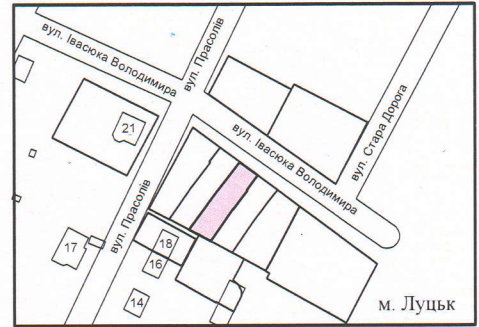 вул. Івасюка Володимира
вул. Прасолів
21
вул. Івасюка Володимира
вул. Стара Дорога
вул. Прасолів
17
18
16
14
м. Луцьк